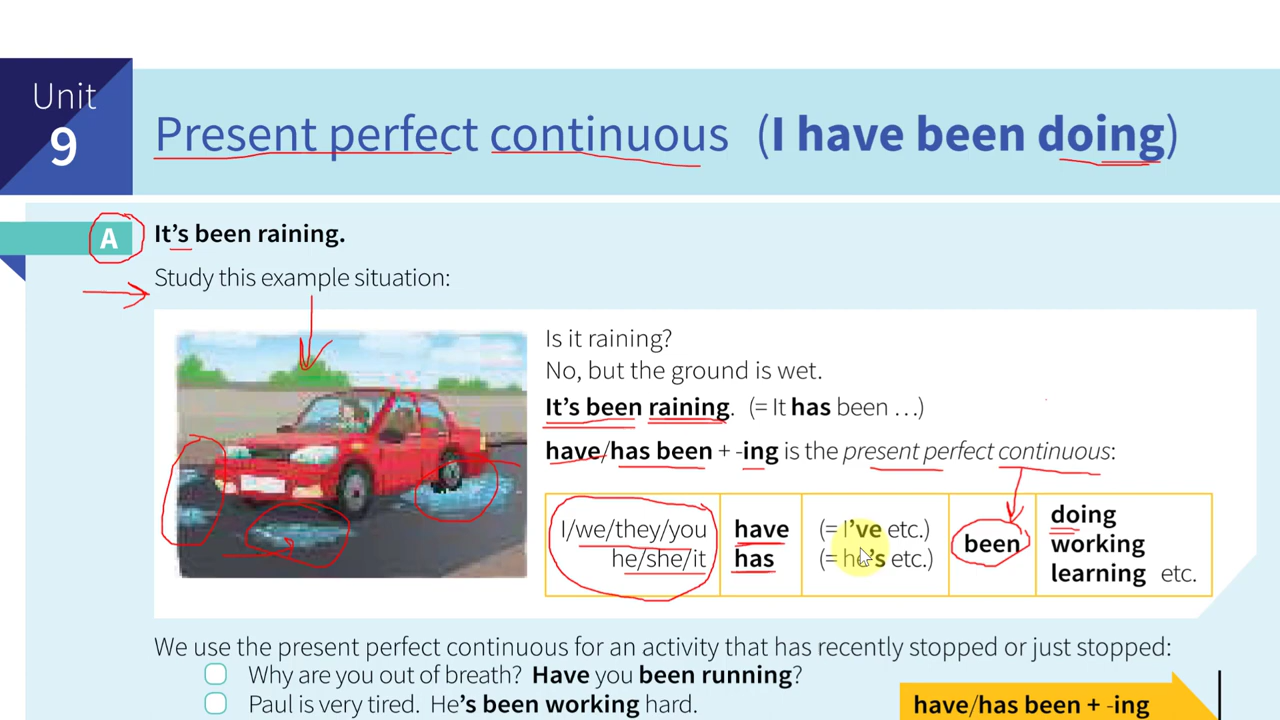 Unit
9
Present perfect continuous (I have been doing)
A
It's been raining.
Study this example situation:
Is it raining?
No, but the ground is wet.
It's been raining. (= It has been …)
have/has been + -ing is the present perfect continuous:
I/we/they/you have (= I've etc.) been doing
he/she/it has (= he's etc.) working
learning etc.
We use the present perfect continuous for an activity that has recently stopped or just stopped:
Why are you out of breath? Have you been running?
Paul is very tired. He's been working hard.
have/has been + -ing